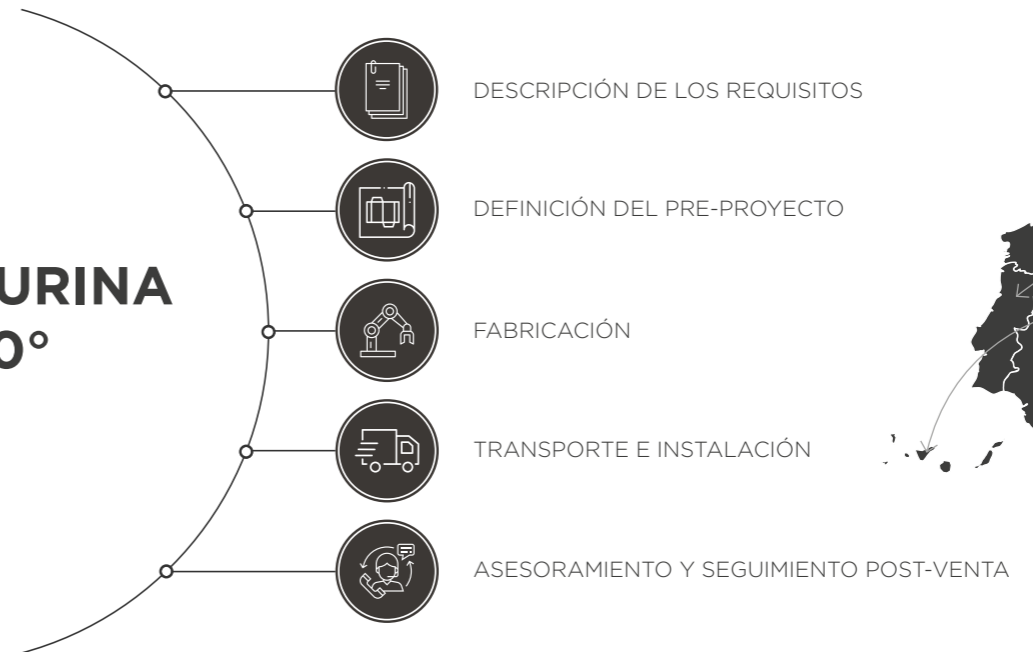 URINA
0°
DESCRIPCIÓN DE LOS REQUISITOS
DEFINICIÓN DEL PRE-PROYECTO
FABRICACIÓN
TRANSPORTE E INSTALACIÓN
ASESORAMIENTO Y SEGUIMIENTO POST-VENTA